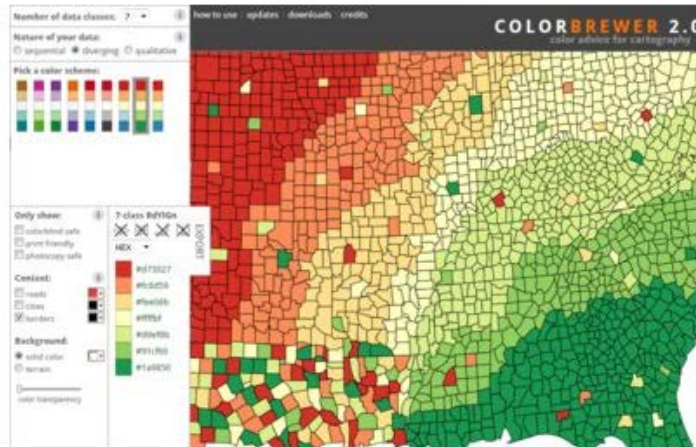 Number of data classes: 7
how to use updates downloads credits
COLORBREWER 2.0
color advice for cartography
Nature of your data:
sequential diverging qualitative
Pick a color scheme:
Only show:
colorblind safe
print friendly
photocopy safe
Context:
roads
cities
borders
Background:
solid color
terrain
color transparency
7-class RdYlGn
EXPORT
HEX
#d73027
#fc8d59
#fee08b
#ffffbf
#d9ef8b
#91cf60
#1a9850